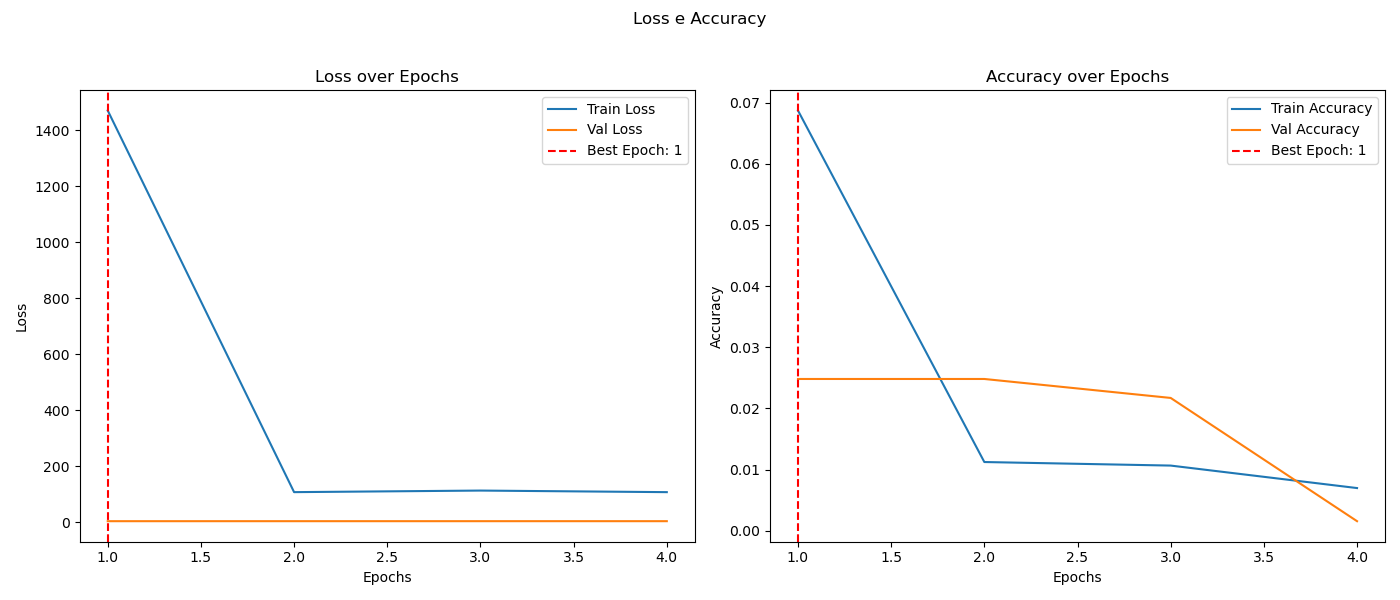 Loss e Accuracy
Loss over Epochs
Train Loss
Val Loss
Best Epoch: 1
1400
1200
1000
800
600
400
200
0
Loss
1.0 1.5 2.0 2.5 3.0 3.5 4.0
Epochs
Accuracy over Epochs
Train Accuracy
Val Accuracy
Best Epoch: 1
0.07
0.06
0.05
0.04
0.03
0.02
0.01
0.00
Accuracy
1.0 1.5 2.0 2.5 3.0 3.5 4.0
Epochs